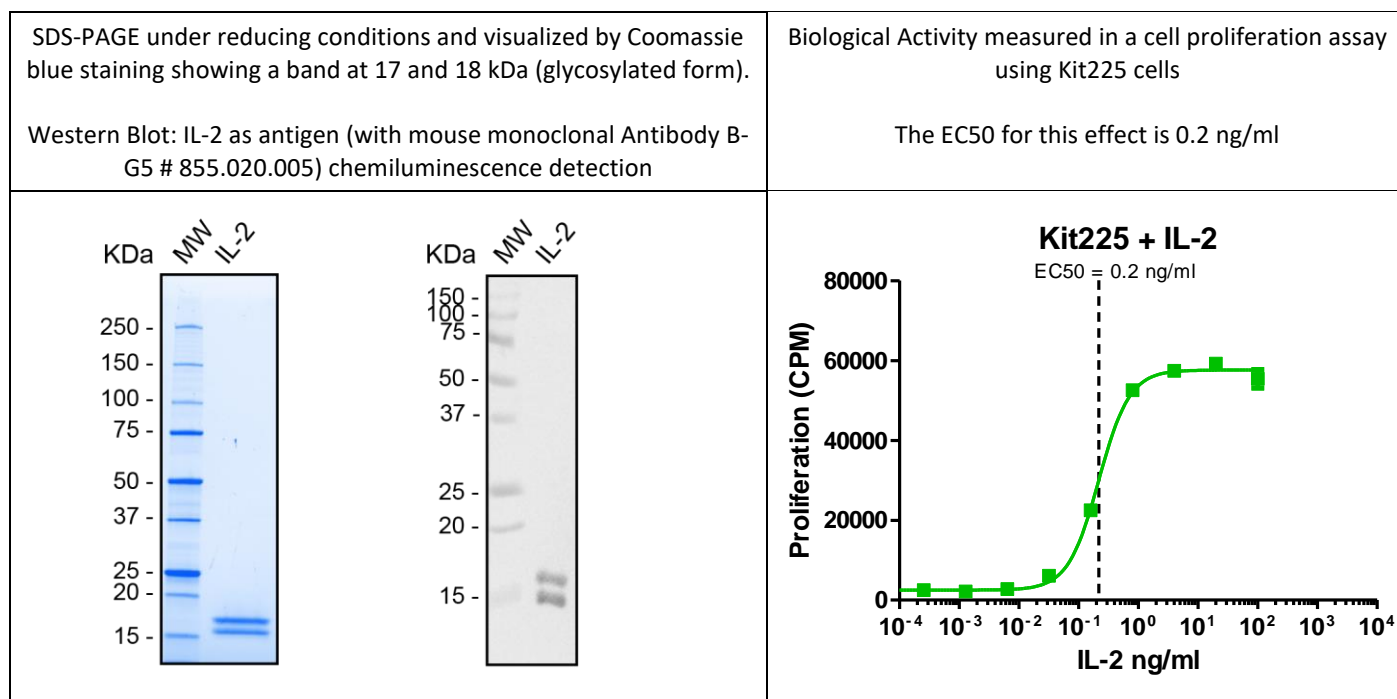 SDS-PAGE under reducing conditions and visualized by Coomassie
blue staining showing a band at 17 and 18 kDa (glycosylated form).
Western Blot: IL-2 as antigen (with mouse monoclonal Antibody B-
G5 # 855.020.005) chemiluminescence detection
Biological Activity measured in a cell proliferation assay
using Kit225 cells
The EC50 for this effect is 0.2 ng/ml
KDa MW IL-2
250 -
150 -
100 -
75 -
50 -
37 -
25 -
20 -
15 -
KDa MW IL-2
150 -
100 -
75 -
50 -
37 -
25 -
20 -
15 -
Kit225 + IL-2
EC50 = 0.2 ng/ml
Proliferation (CPM)
80000
60000
40000
20000
0
10⁻⁴ 10⁻³ 10⁻² 10⁻¹ 10⁰ 10¹ 10² 10³ 10⁴
IL-2 ng/ml